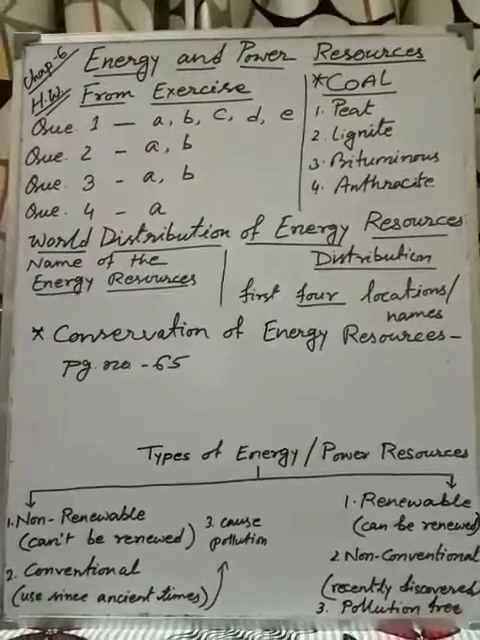 Chap-6 Energy and Power Resources
H.W. From Exercise
Que. 1 — a, b, c, d, e
Que. 2 - a, b
Que. 3 - a, b
Que. 4 - a
*COAL
1. Peat
2. Lignite
3. Bituminous
4. Anthracite
World Distribution of Energy Resources
Name of the
Energy Resources
Distribution
first four locations/
names
* Conservation of Energy Resources-
Pg. no - 65
Types of Energy/Power Resources
1. Non-Renewable
(can't be renewed)
2. Conventional
(use since ancient times)
3. cause
pollution
1. Renewable
(can be renewed)
2 Non-Conventional
(recently discovered
3. Pollution free